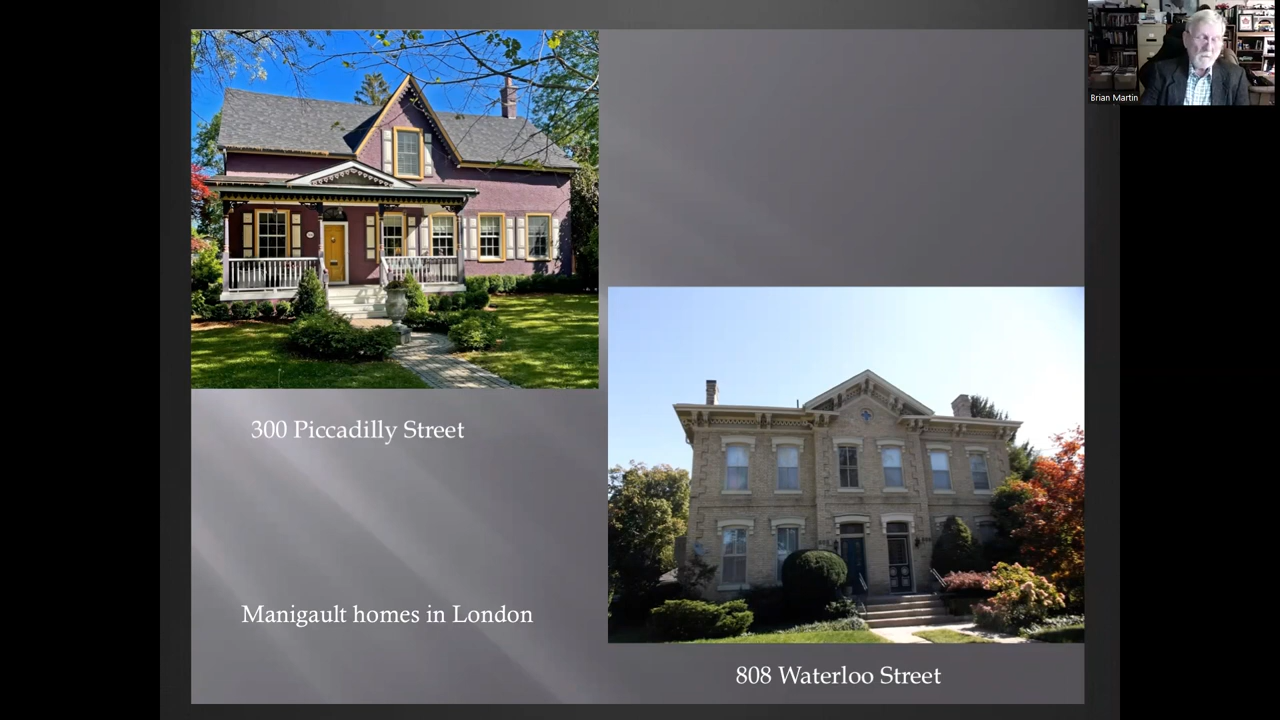 Brian Martin
300 Piccadilly Street
Manigault homes in London
808 Waterloo Street